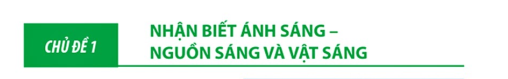 CHỦ ĐỀ 1
NHẬN BIẾT ÁNH SÁNG –
NGUỒN SÁNG VÀ VẬT SÁNG